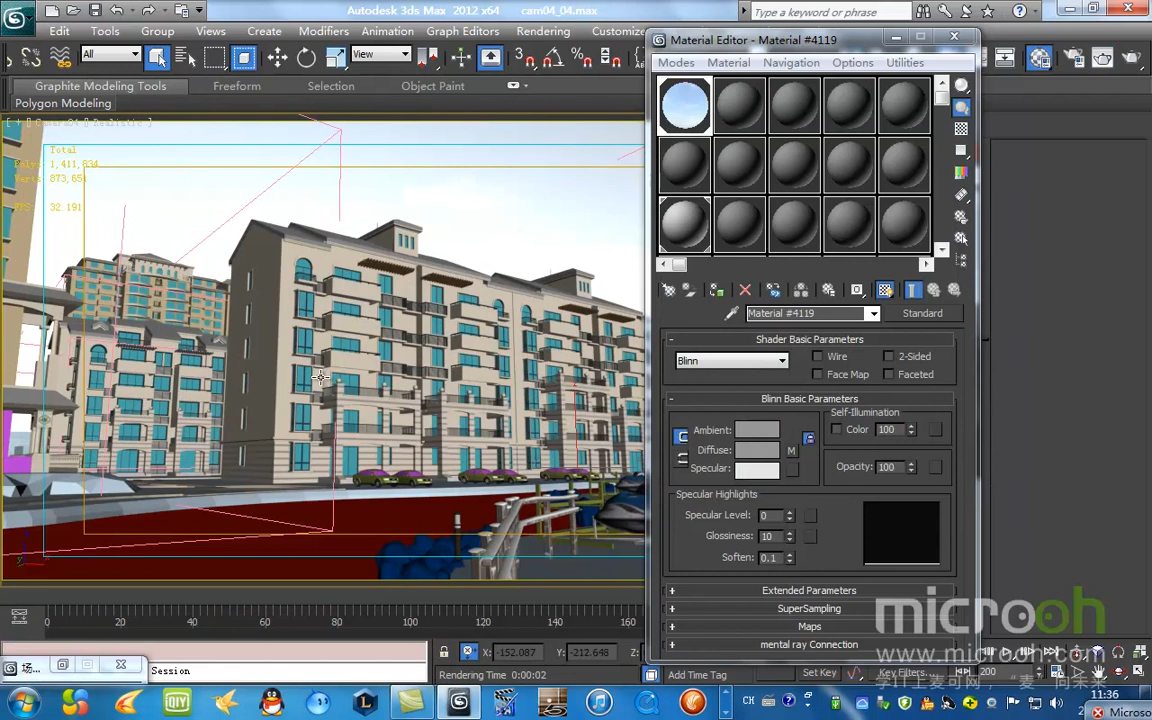 Autodesk 3ds Max 2012 x64 cam04_04.max
Type a keyword or phrase
Edit Tools Group Views Create Modifiers Animation Graph Editors Rendering Customize
All View
Graphite Modeling Tools Freeform Selection Object Paint
Polygon Modeling
Total
1,411,834
32.191
Material Editor - Material #4119
Modes Material Navigation Options Utilities
Material #4119 Standard
Shader Basic Parameters
Blinn Wire 2-Sided
Face Map Faceted
Blinn Basic Parameters
Self-Illumination
Ambient: Color 100
Diffuse: M
Specular: Opacity: 100
Specular Highlights
Specular Level: 0
Glossiness: 10
Soften: 0.1
Extended Parameters
SuperSampling
Maps
mental ray Connection
microoh
www.microoh.com
0 20 40 60 80 100 120 140 160
X: -152.087 Y: -212.648 Z:
场... Session
Rendering Time 0:00:02
Add Time Tag Set Key Key Filters... 200
DIY
CH
11:36
Microso